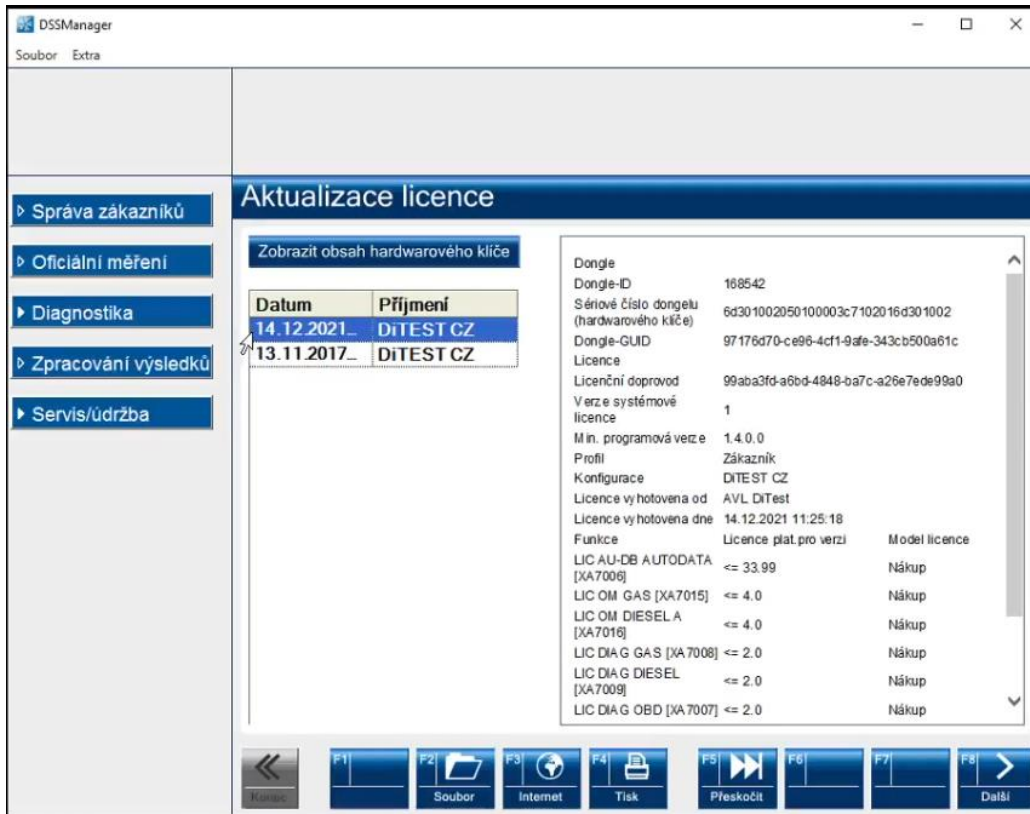 DSSManager
Soubor Extra
Správa zákazníků
Oficiální měření
Diagnostika
Zpracování výsledků
Servis/údržba
Aktualizace licence
Zobrazit obsah hardwarového klíče
Datum Příjmení
14.12.2021... DiTEST CZ
13.11.2017... DiTEST CZ
Dongle
Dongle-ID 168542
Sériové číslo dongelu
(hardwarového klíče) 6d301002050100003c7102016d301002
Dongle-GUID 97176d70-ce96-4cf1-9afe-343cb500a61c
Licence
Licenční doprovod 99aba3fd-a6bd-4848-ba7c-a26e7ede99a0
Verze systémové
licence 1
Min. programová verze 1.4.0.0
Profil Zákazník
Konfigurace DiTEST CZ
Licence vyhotovena od AVL DiTest
Licence vyhotovena dne 14.12.2021 11:25:18
Funkce Licence plat.pro verzi Model licence
LIC AU-DB AUTODATA
[XA7006] <= 33.99 Nákup
LIC OM GAS [XA7015] <= 4.0 Nákup
LIC OM DIESEL A
[XA7016] <= 4.0 Nákup
LIC DIAG GAS [XA7008] <= 2.0 Nákup
LIC DIAG DIESEL
[XA7009] <= 2.0 Nákup
LIC DIAG OBD [XA7007] <= 2.0 Nákup
Konec
F1
F2 Soubor
F3 Internet
F4 Tisk
F5 Přeskočit
F6
F7
F8 Další